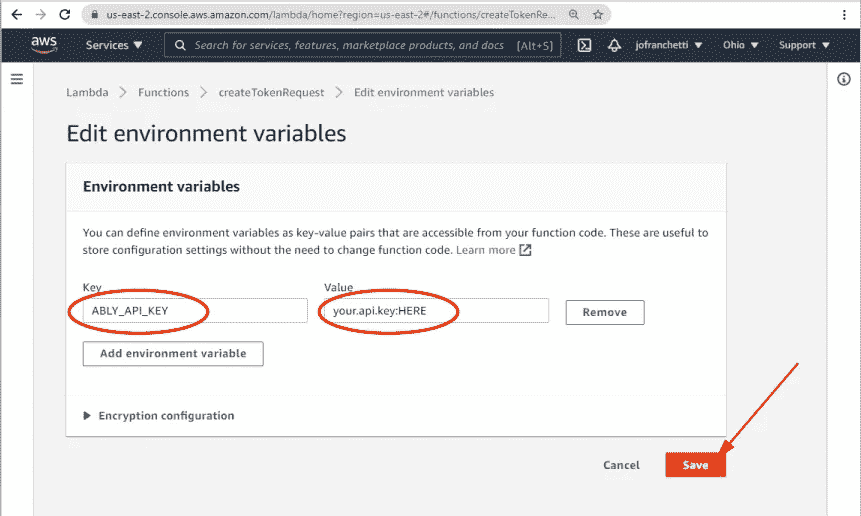 us-east-2.console.aws.amazon.com/lambda/home?region=us-east-2#/functions/createTokenRe...
aws Services Search for services, features, marketplace products, and docs [Alt+S] jofranchetti Ohio Support
Lambda > Functions > createTokenRequest > Edit environment variables
Edit environment variables
Environment variables
You can define environment variables as key-value pairs that are accessible from your function code. These are useful to
store configuration settings without the need to change function code. Learn more
Key Value
ABLY_API_KEY your.api.key:HERE Remove
Add environment variable
Encryption configuration
Cancel Save